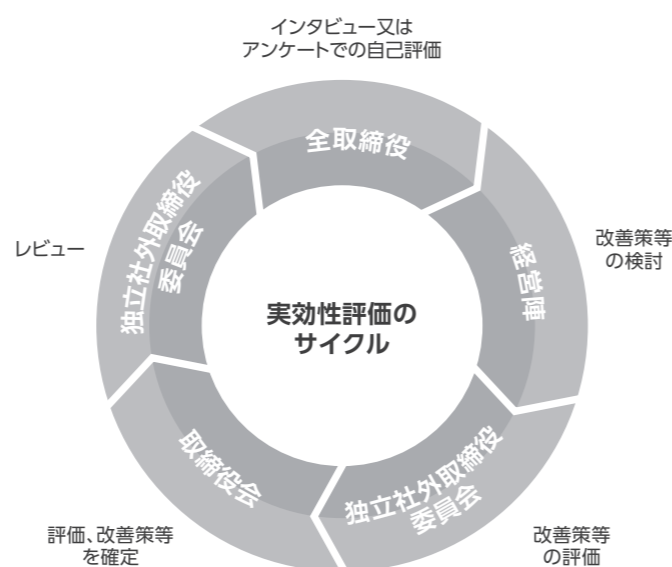 インタビュー又は
アンケートでの自己評価
全取締役
経営陣
改善策等
の検討
独立社外取締役
委員会
改善策等
の評価
取締役会
評価、改善策等
を確定
独立社外取締役
委員会
レビュー
実効性評価の
サイクル